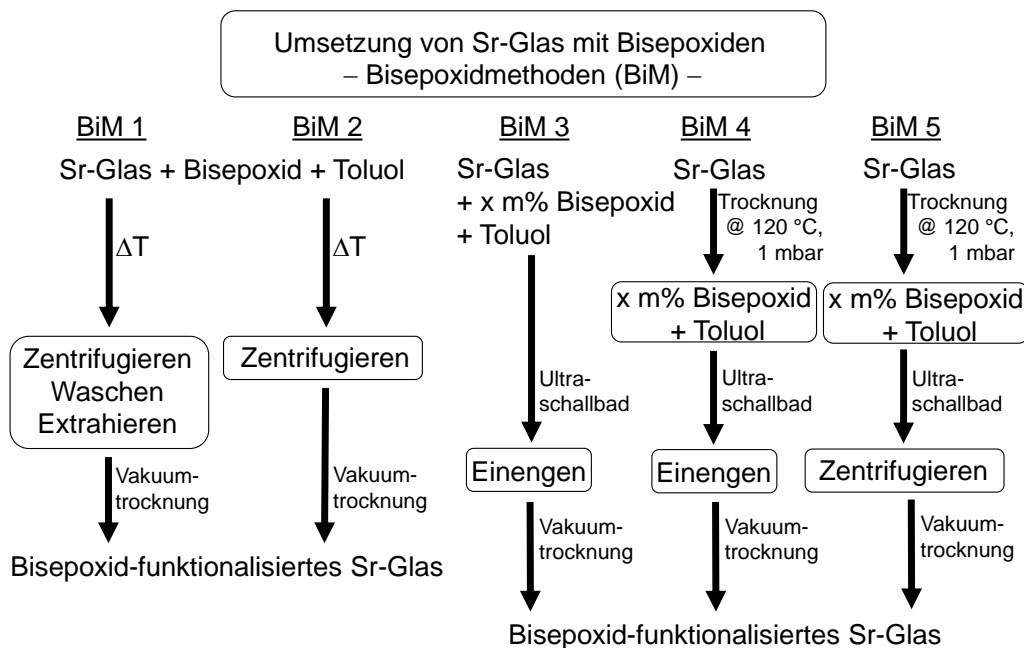 Umsetzung von Sr-Glas mit Bisepoxiden
– Bisepoxidmethoden (BiM) –
BiM 1
BiM 2
BiM 3
BiM 4
BiM 5
Sr-Glas + Bisepoxid + Toluol
ΔT
ΔT
Zentrifugieren
Waschen
Extrahieren
Zentrifugieren
Vakuum-
trocknung
Vakuum-
trocknung
Bisepoxid-funktionalisiertes Sr-Glas
Sr-Glas
+ x m% Bisepoxid
+ Toluol
Ultra-
schallbad
Einengen
Vakuum-
trocknung
Sr-Glas
Trocknung
@ 120 °C,
1 mbar
x m% Bisepoxid
+ Toluol
Ultra-
schallbad
Einengen
Vakuum-
trocknung
Sr-Glas
Trocknung
@ 120 °C,
1 mbar
x m% Bisepoxid
+ Toluol
Ultra-
schallbad
Zentrifugieren
Vakuum-
trocknung
Bisepoxid-funktionalisiertes Sr-Glas